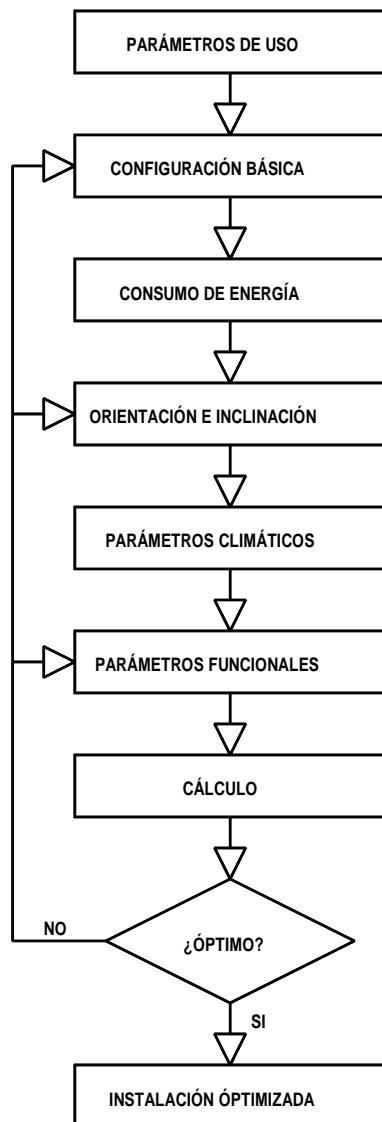 PARÁMETROS DE USO
CONFIGURACIÓN BÁSICA
CONSUMO DE ENERGÍA
ORIENTACIÓN E INCLINACIÓN
PARÁMETROS CLIMÁTICOS
PARÁMETROS FUNCIONALES
CÁLCULO
NO
¿ÓPTIMO?
SI
INSTALACIÓN ÓPTIMIZADA